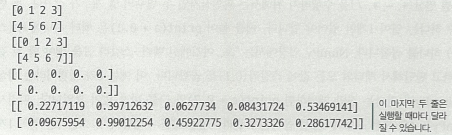 [0 1 2 3]
[4 5 6 7]
[[0 1 2 3]
[4 5 6 7]]
[[ 0. 0. 0. 0.]
[ 0. 0. 0. 0.]]
[[ 0.22717119 0.39712632 0.0627734 0.08431724 0.53469141]
[ 0.09675954 0.99012254 0.45922775 0.3273326 0.28617742]]
이 마지막 두 줄은
실행할 때마다 달라
질 수 있습니다.